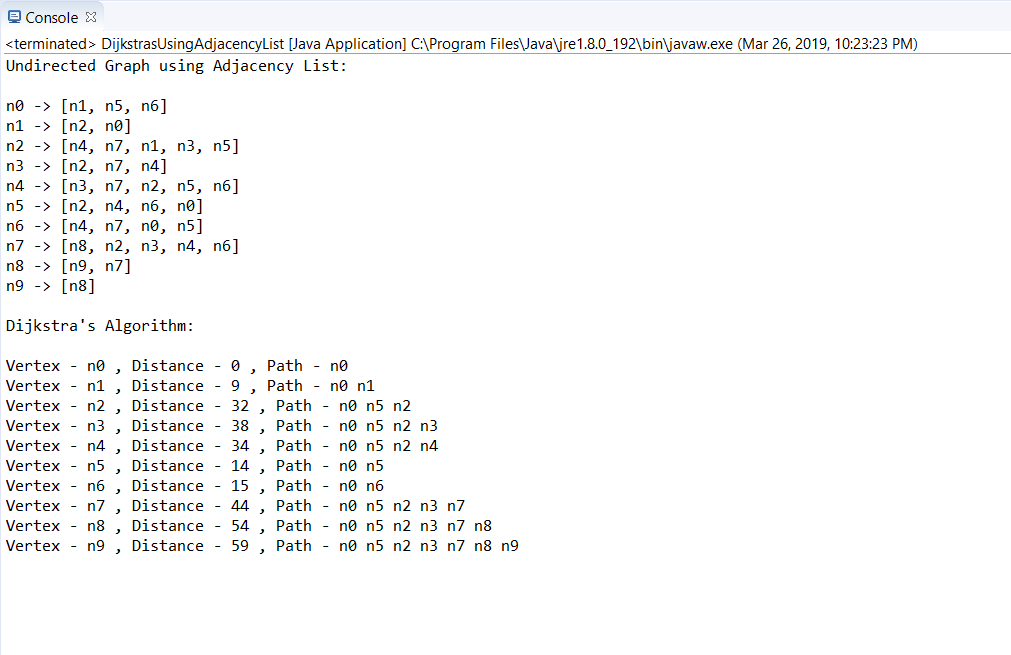 Console
<terminated> DijkstrasUsingAdjacencyList [Java Application] C:\Program Files\Java\jre1.8.0_192\bin\javaw.exe (Mar 26, 2019, 10:23:23 PM)
Undirected Graph using Adjacency List:
n0 -> [n1, n5, n6]
n1 -> [n2, n0]
n2 -> [n4, n7, n1, n3, n5]
n3 -> [n2, n7, n4]
n4 -> [n3, n7, n2, n5, n6]
n5 -> [n2, n4, n6, n0]
n6 -> [n4, n7, n0, n5]
n7 -> [n8, n2, n3, n4, n6]
n8 -> [n9, n7]
n9 -> [n8]
Dijkstra's Algorithm:
Vertex - n0 , Distance - 0 , Path - n0
Vertex - n1 , Distance - 9 , Path - n0 n1
Vertex - n2 , Distance - 32 , Path - n0 n5 n2
Vertex - n3 , Distance - 38 , Path - n0 n5 n2 n3
Vertex - n4 , Distance - 34 , Path - n0 n5 n2 n4
Vertex - n5 , Distance - 14 , Path - n0 n5
Vertex - n6 , Distance - 15 , Path - n0 n6
Vertex - n7 , Distance - 44 , Path - n0 n5 n2 n3 n7
Vertex - n8 , Distance - 54 , Path - n0 n5 n2 n3 n7 n8
Vertex - n9 , Distance - 59 , Path - n0 n5 n2 n3 n7 n8 n9